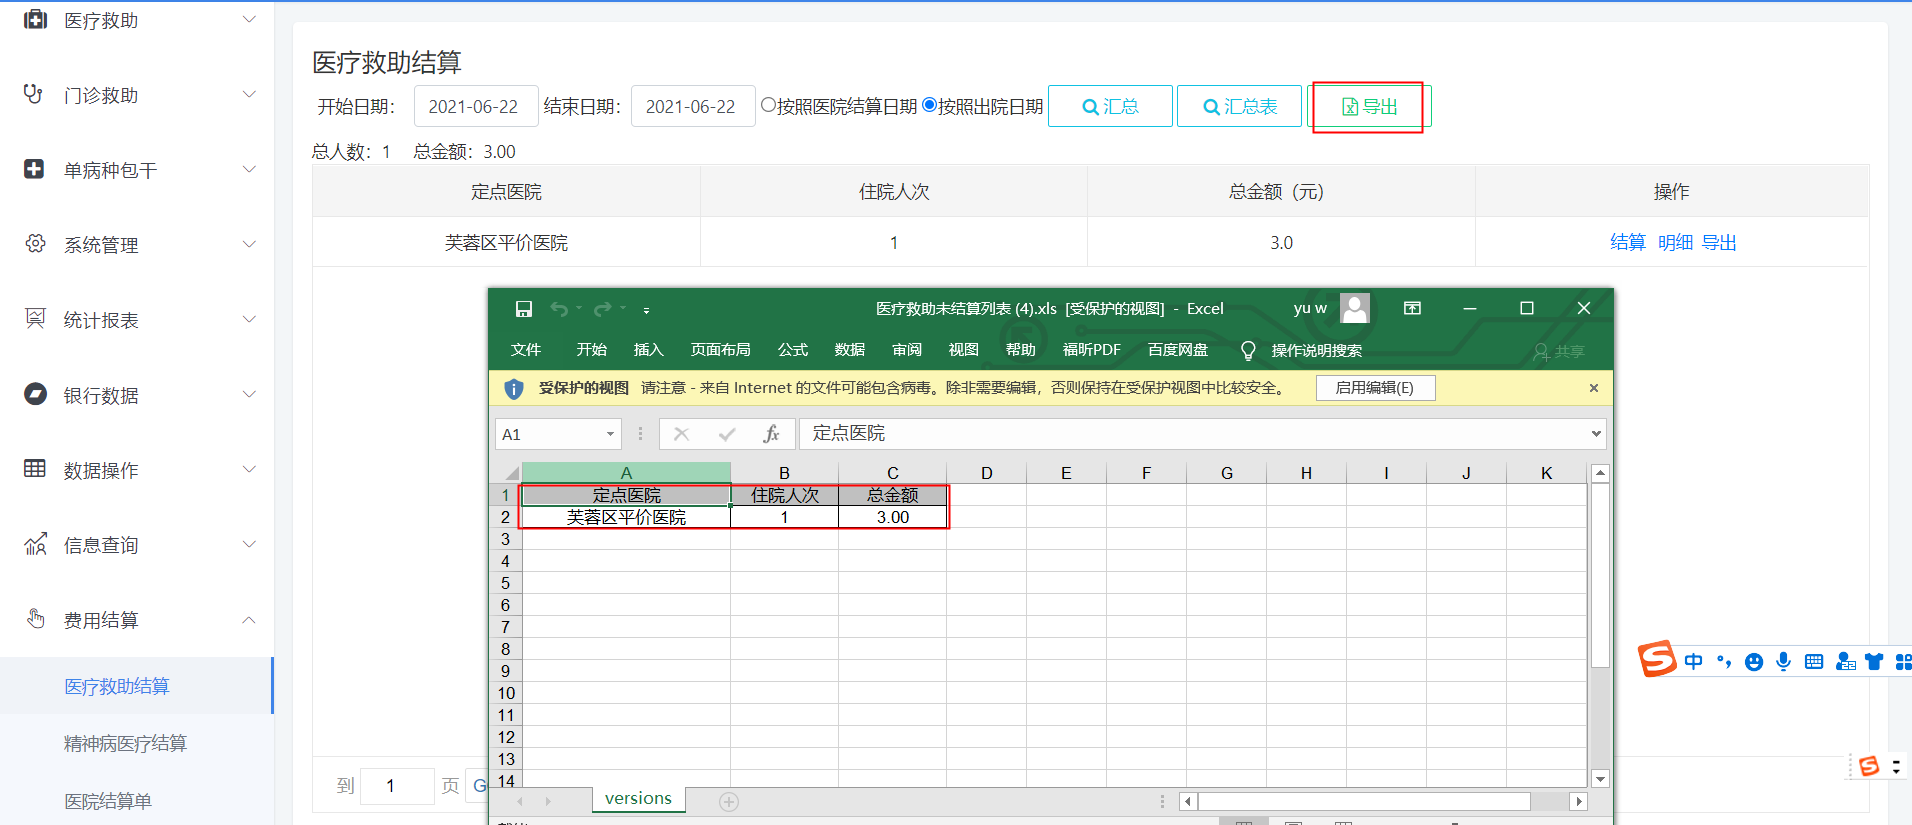 医疗救助
门诊救助
单病种包干
系统管理
统计报表
银行数据
数据操作
信息查询
费用结算
医疗救助结算
精神病医疗结算
医院结算单
医疗救助结算
开始日期： 2021-06-22 结束日期： 2021-06-22 按照医院结算日期 按照出院日期 汇总 汇总表 导出
总人数：1 总金额：3.00
定点医院 住院人次 总金额（元） 操作
芙蓉区平价医院 1 3.0 结算 明细 导出
医疗救助未结算列表 (4).xls [受保护的视图] - Excel yu w
文件 开始 插入 页面布局 公式 数据 审阅 视图 帮助 福昕PDF 百度网盘 操作说明搜索 共享
受保护的视图 请注意 - 来自 Internet 的文件可能包含病毒。除非需要编辑，否则保持在受保护视图中比较安全。 启用编辑(E)
A1 fx 定点医院
A B C D E F G H I J K
1 定点医院 住院人次 总金额
2 芙蓉区平价医院 1 3.00
3
4
5
6
7
8
9
10
11
12
13
14
versions
到 1 页 G
中